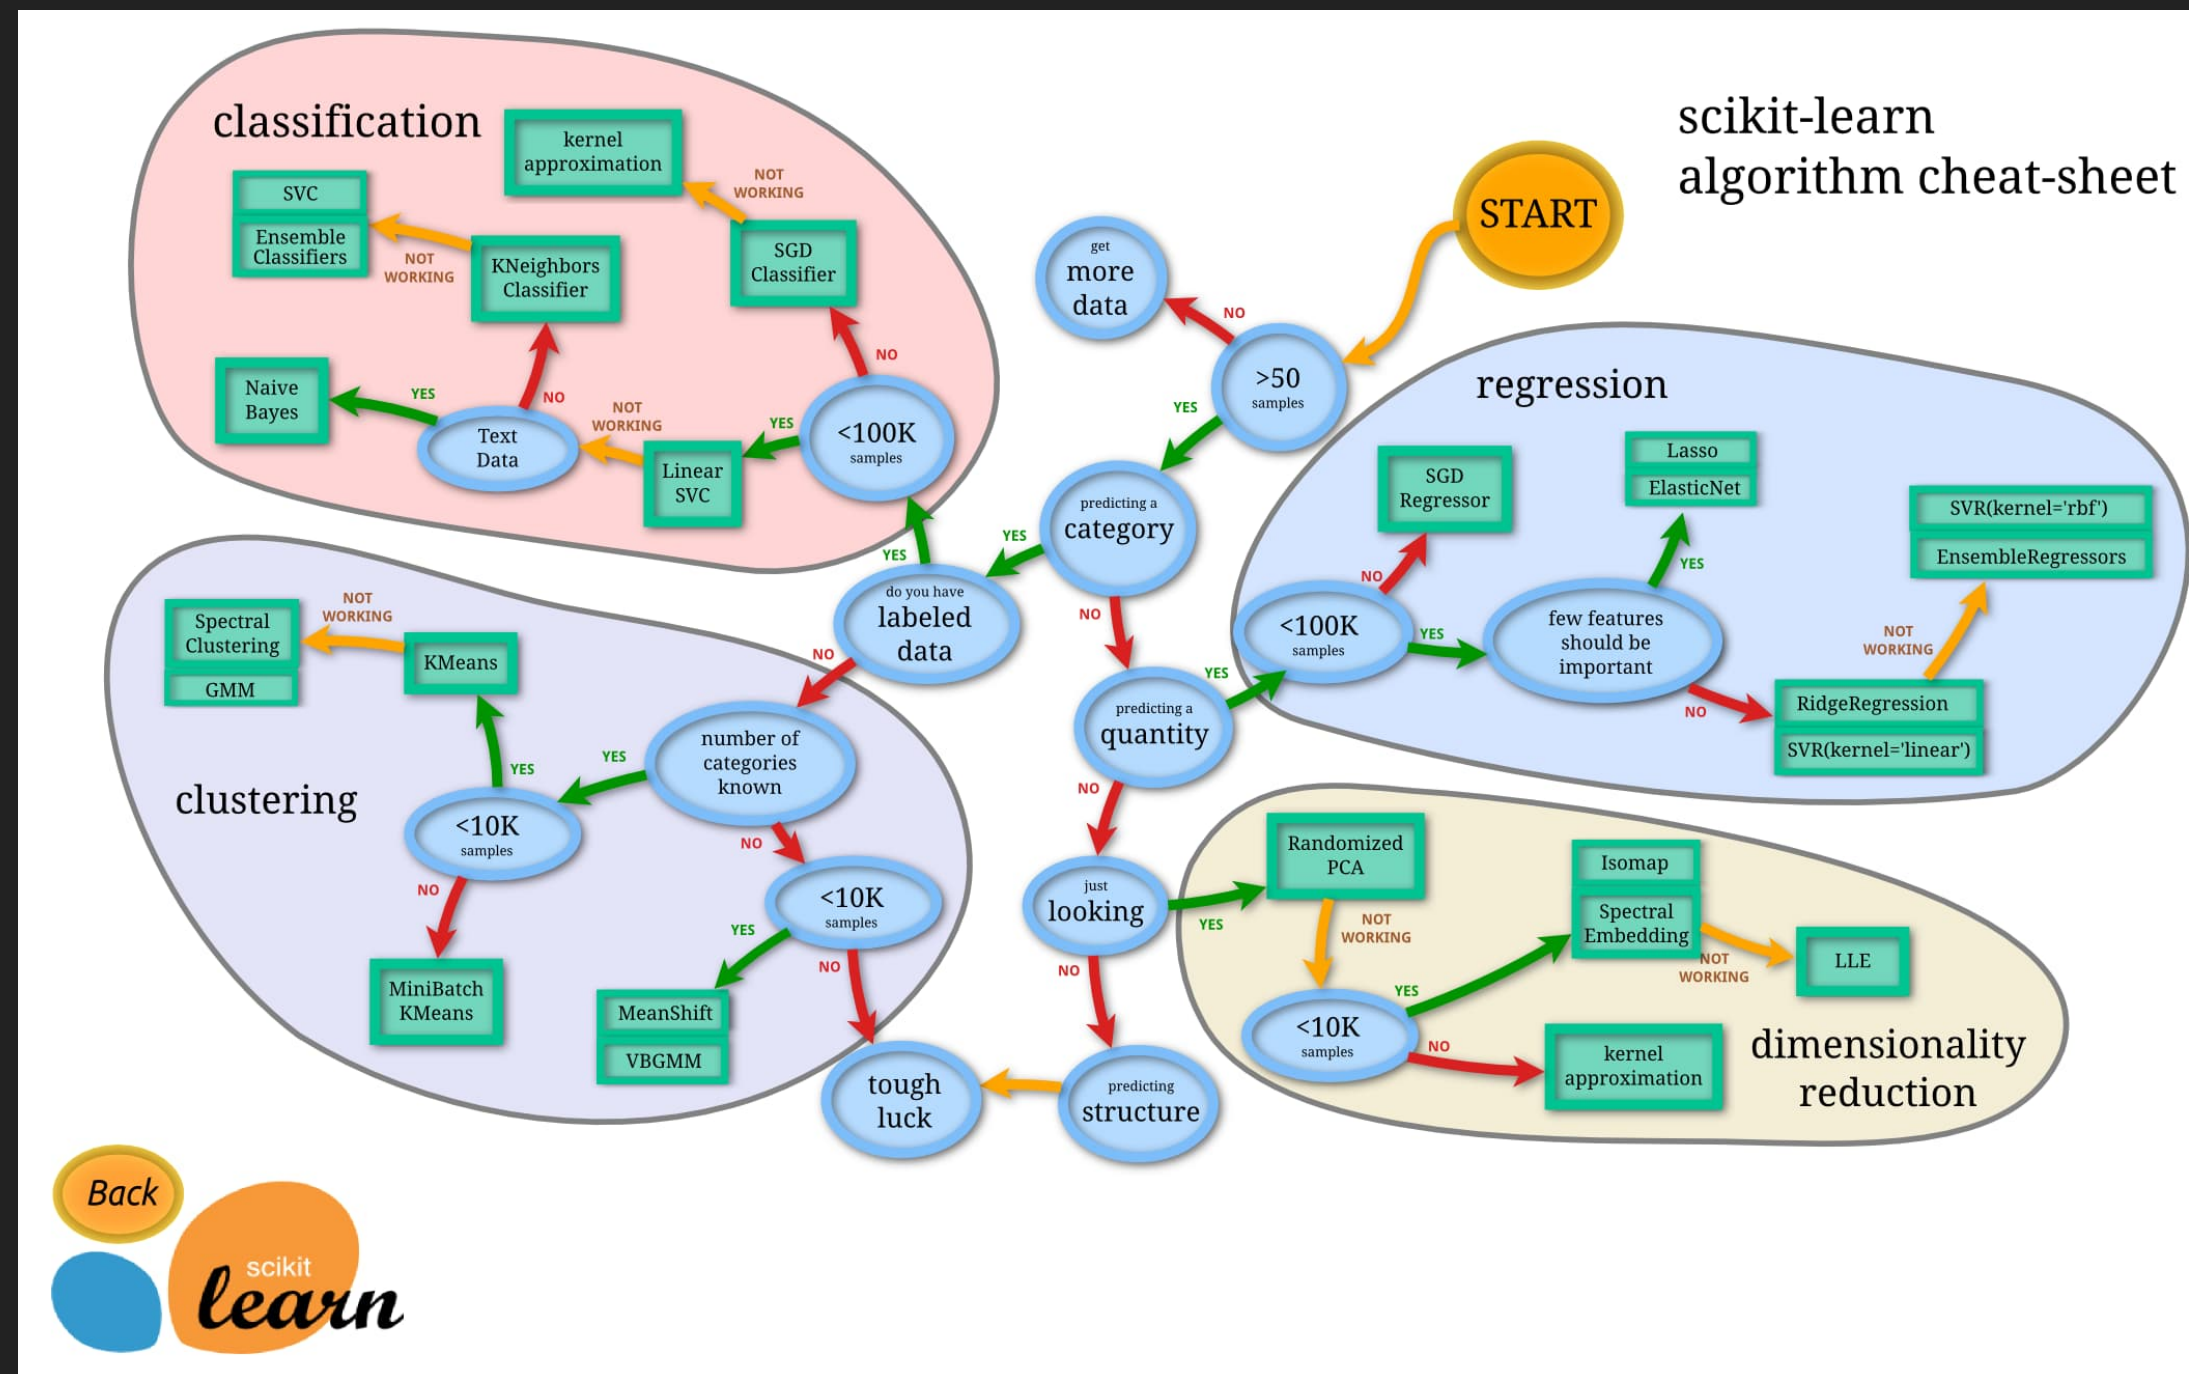 scikit-learn
algorithm cheat-sheet
START
classification
kernel
approximation
NOT
WORKING
SVC
Ensemble
Classifiers
NOT
WORKING
KNeighbors
Classifier
SGD
Classifier
NO
Naive
Bayes
YES
NO
Text
Data
NOT
WORKING
Linear
SVC
YES
<100K
samples
YES
get
more
data
NO
>50
samples
YES
predicting a
category
YES
do you have
labeled
data
NO
NO
predicting a
quantity
YES
NO
just
looking
YES
NO
predicting
structure
tough
luck
regression
SGD
Regressor
Lasso
ElasticNet
SVR(kernel='rbf')
EnsembleRegressors
NO
YES
<100K
samples
YES
few features
should be
important
NOT
WORKING
NO
RidgeRegression
SVR(kernel='linear')
clustering
Spectral
Clustering
GMM
NOT
WORKING
KMeans
YES
YES
number of
categories
known
<10K
samples
NO
NO
<10K
samples
YES
NO
MiniBatch
KMeans
MeanShift
VBGMM
Randomized
PCA
NOT
WORKING
Isomap
Spectral
Embedding
NOT
WORKING
LLE
YES
<10K
samples
NO
kernel
approximation
dimensionality
reduction
Back
scikit
learn